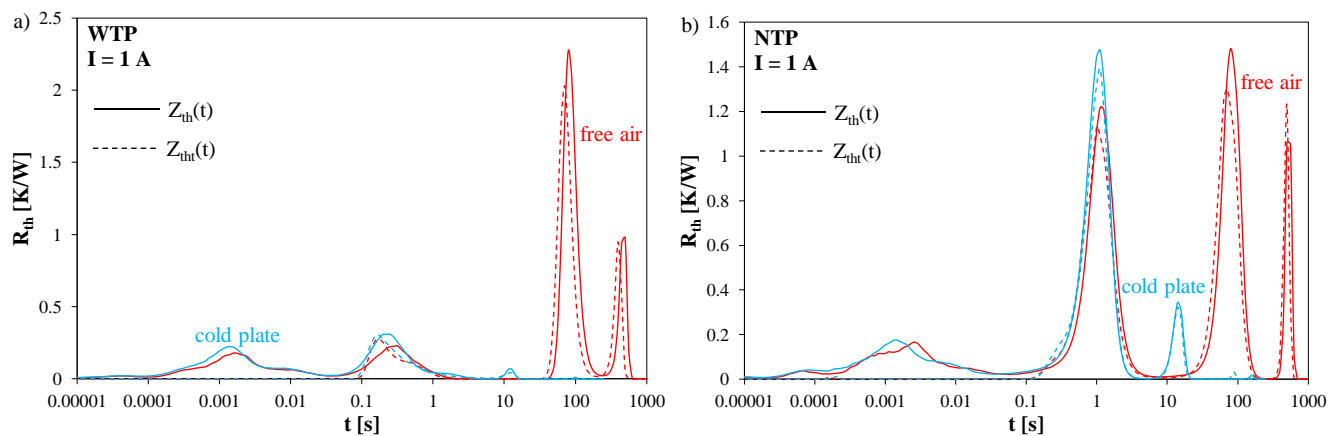 a)
WTP
I = 1 A
Zth(t)
Ztht(t)
free air
cold plate
Rth [K/W]
2.5
2
1.5
1
0.5
0
0.00001 0.0001 0.001 0.01 0.1 1 10 100 1000
t [s]
b)
NTP
I = 1 A
Zth(t)
Ztht(t)
free air
cold plate
Rth [K/W]
1.6
1.4
1.2
1
0.8
0.6
0.4
0.2
0
0.00001 0.0001 0.001 0.01 0.1 1 10 100 1000
t [s]